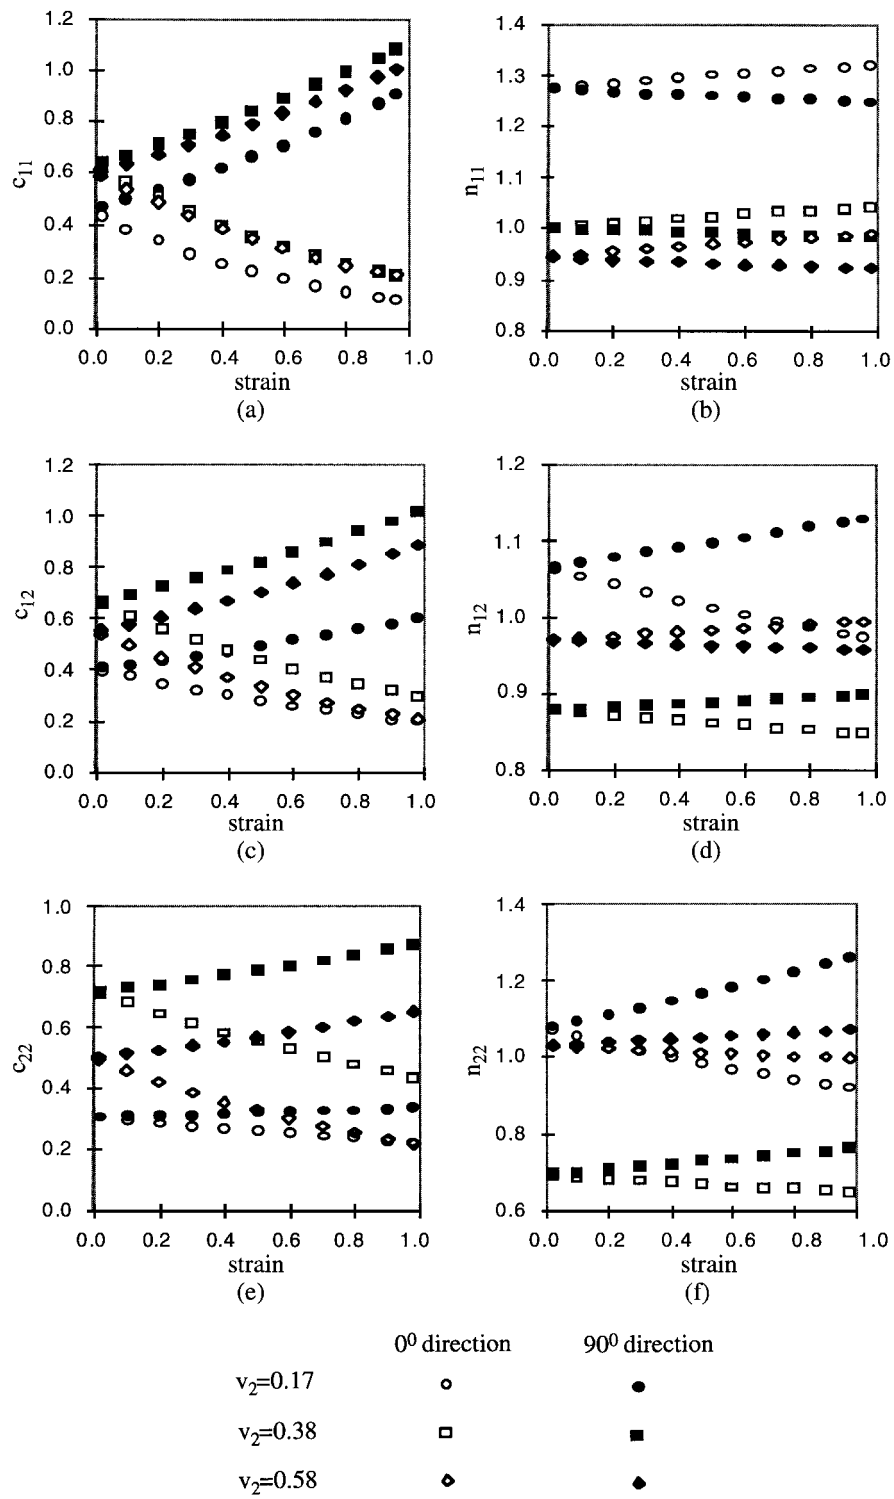 1.2
1.0
0.8
0.6
0.4
0.2
0.0
c11
0.0 0.2 0.4 0.6 0.8 1.0
strain
(a)
1.4
1.3
1.2
1.1
1.0
0.9
0.8
n11
0.0 0.2 0.4 0.6 0.8 1.0
strain
(b)
1.2
1.0
0.8
0.6
0.4
0.2
0.0
c12
0.0 0.2 0.4 0.6 0.8 1.0
strain
(c)
1.2
1.1
1.0
0.9
0.8
n12
0.0 0.2 0.4 0.6 0.8 1.0
strain
(d)
1.0
0.8
0.6
0.4
0.2
0.0
c22
0.0 0.2 0.4 0.6 0.8 1.0
strain
(e)
1.4
1.2
1.0
0.8
0.6
n22
0.0 0.2 0.4 0.6 0.8 1.0
strain
(f)
0⁰ direction 90⁰ direction
v2=0.17
v2=0.38
v2=0.58